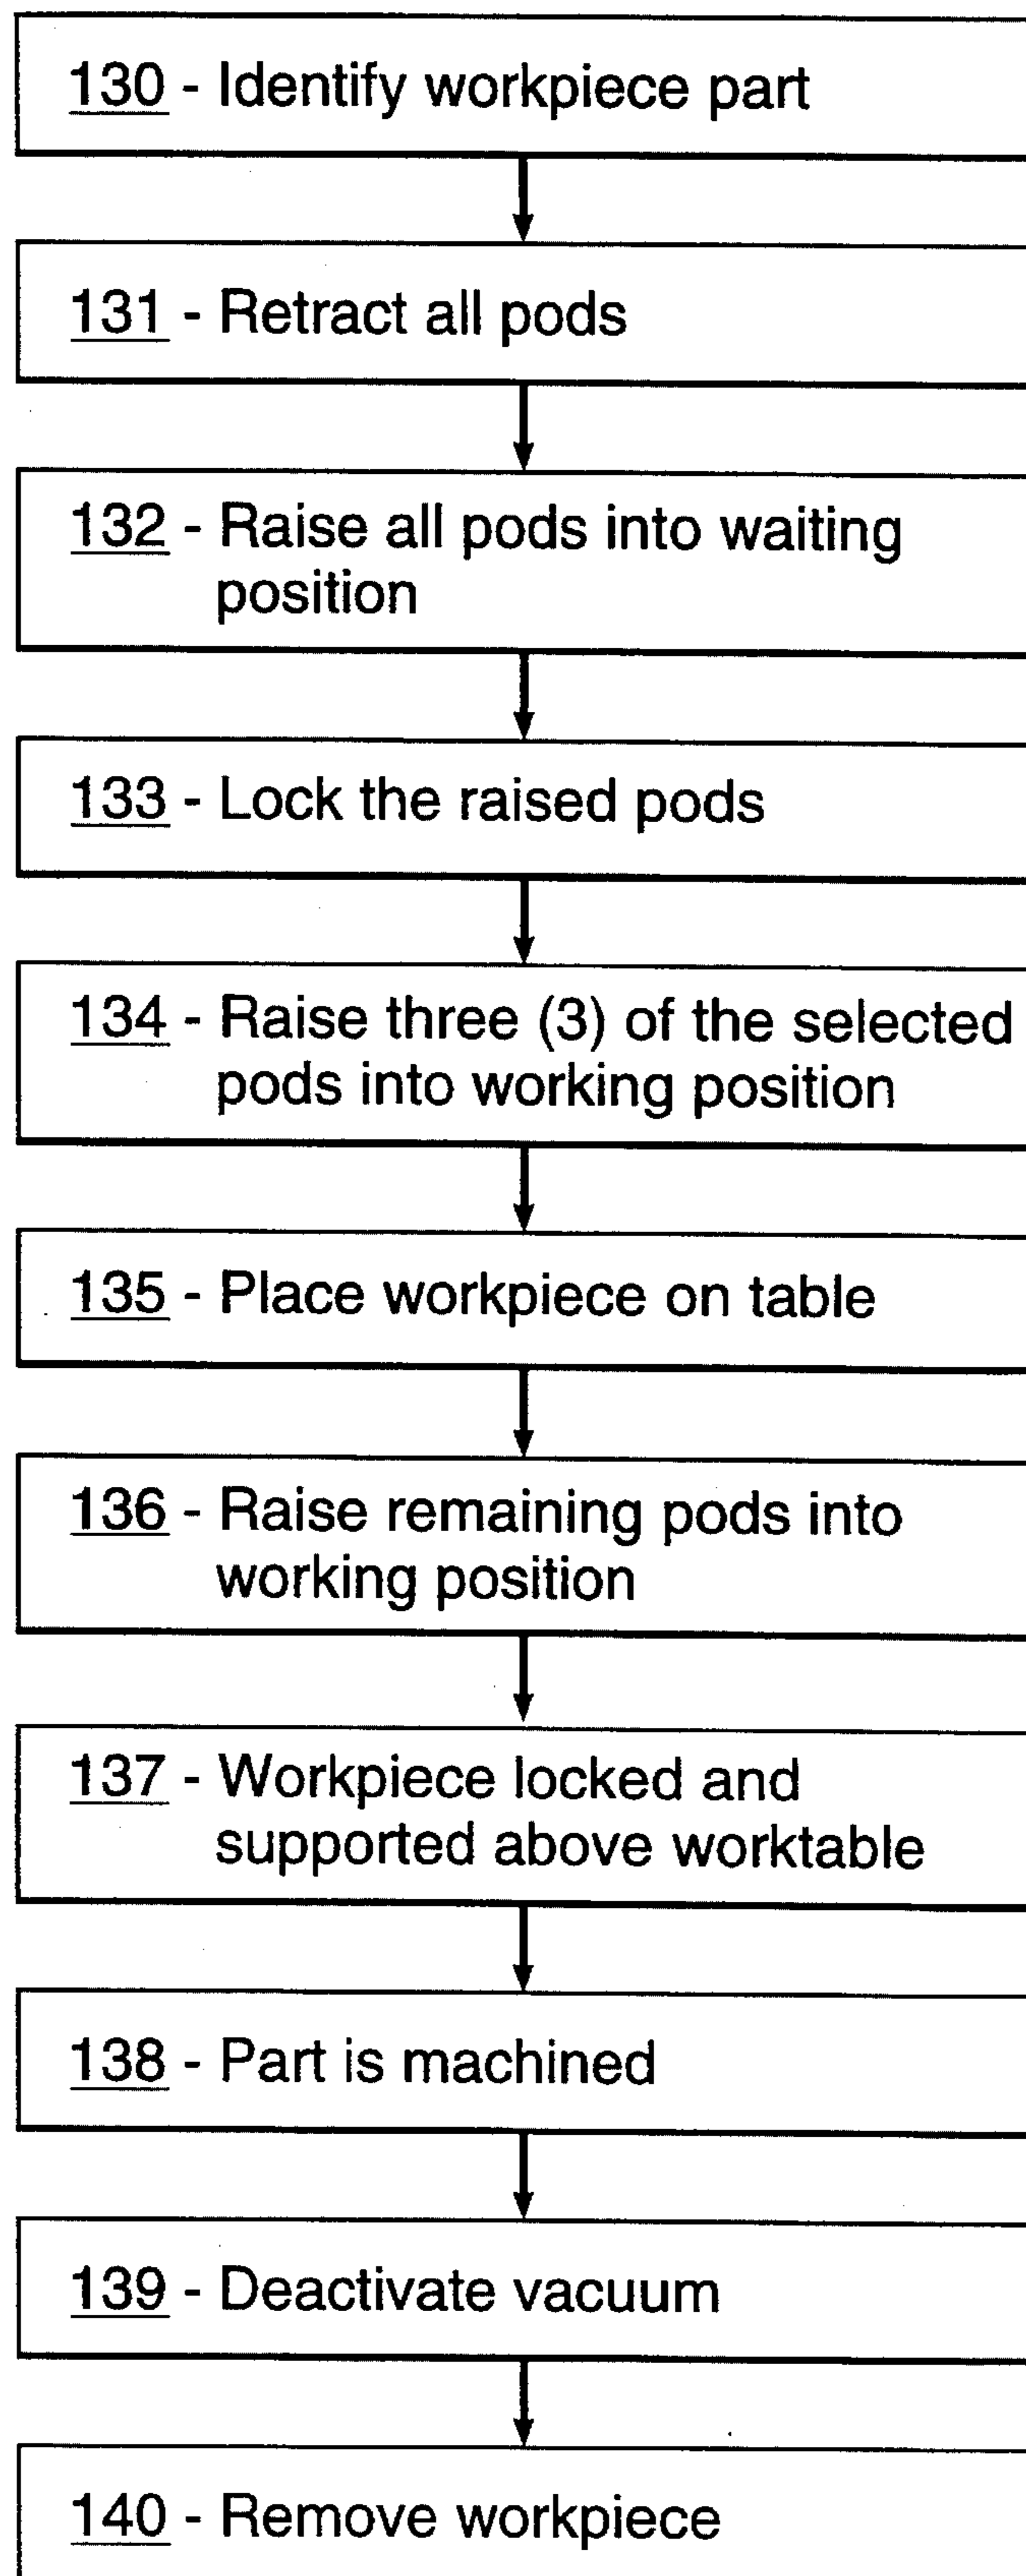 130 - Identify workpiece part
131 - Retract all pods
132 - Raise all pods into waiting
position
133 - Lock the raised pods
134 - Raise three (3) of the selected
pods into working position
135 - Place workpiece on table
136 - Raise remaining pods into
working position
137 - Workpiece locked and
supported above worktable
138 - Part is machined
139 - Deactivate vacuum
140 - Remove workpiece